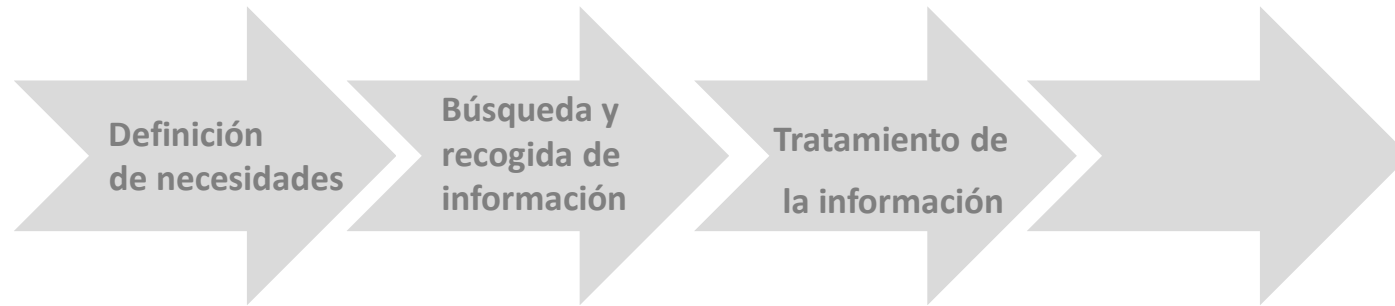 Definición
de necesidades
Búsqueda y
recogida de
información
Tratamiento de
la información